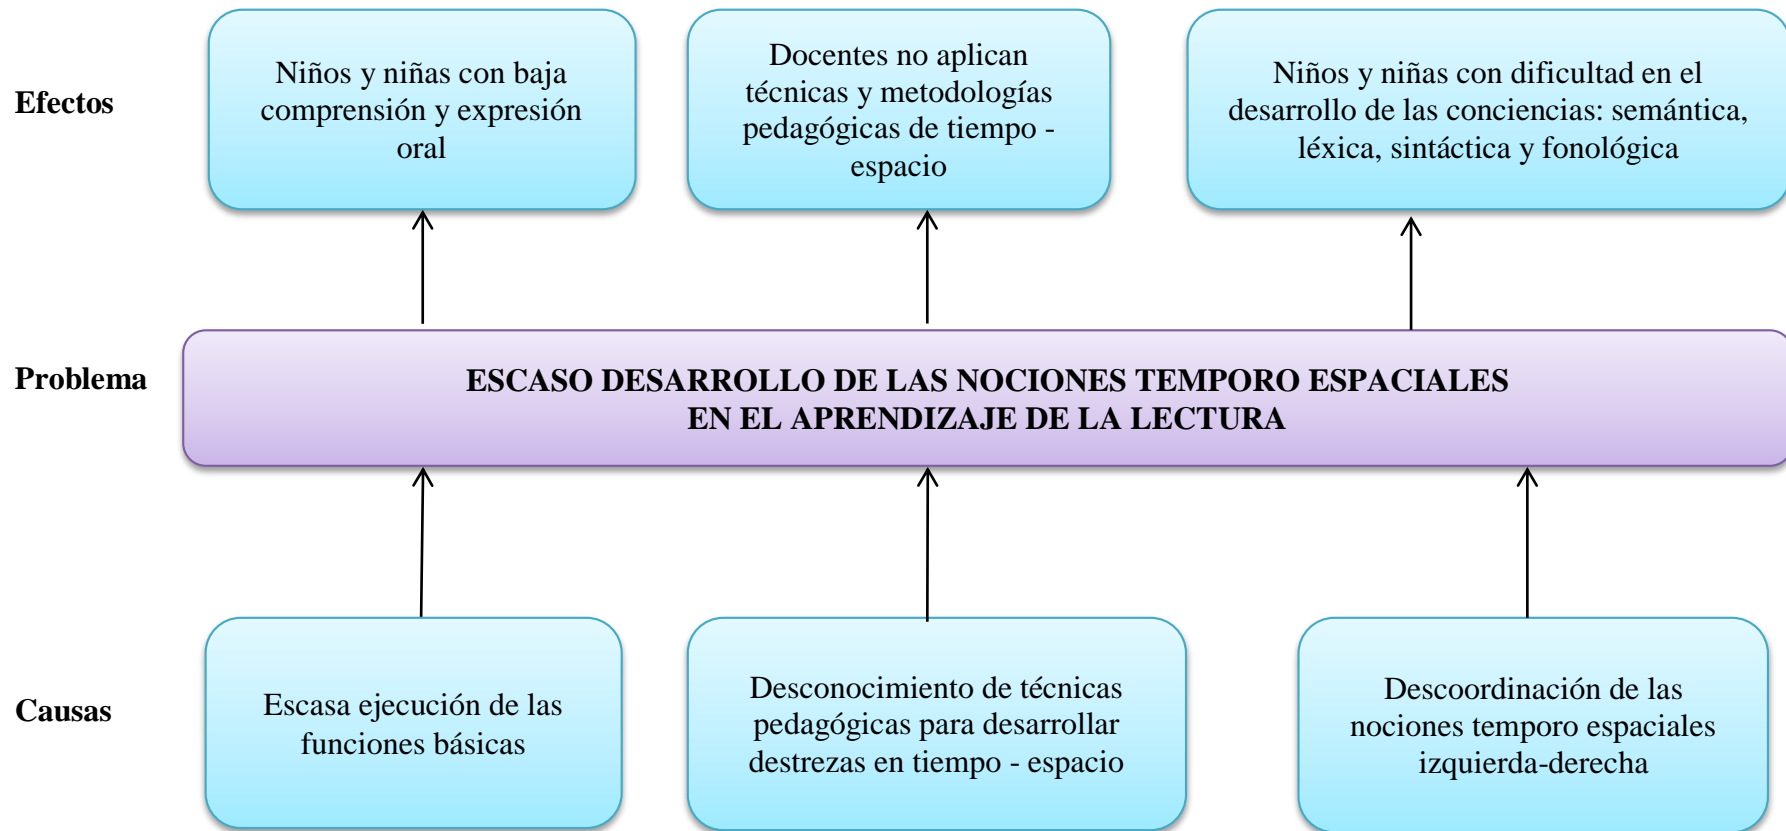 Efectos
Niños y niñas con baja
comprensión y expresión
oral
Docentes no aplican
técnicas y metodologías
pedagógicas de tiempo -
espacio
Niños y niñas con dificultad en el
desarrollo de las conciencias: semántica,
léxica, sintáctica y fonológica
Problema
ESCASO DESARROLLO DE LAS NOCIONES TEMPORO ESPACIALES
EN EL APRENDIZAJE DE LA LECTURA
Causas
Escasa ejecución de las
funciones básicas
Desconocimiento de técnicas
pedagógicas para desarrollar
destrezas en tiempo - espacio
Descoordinación de las
nociones temporo espaciales
izquierda-derecha